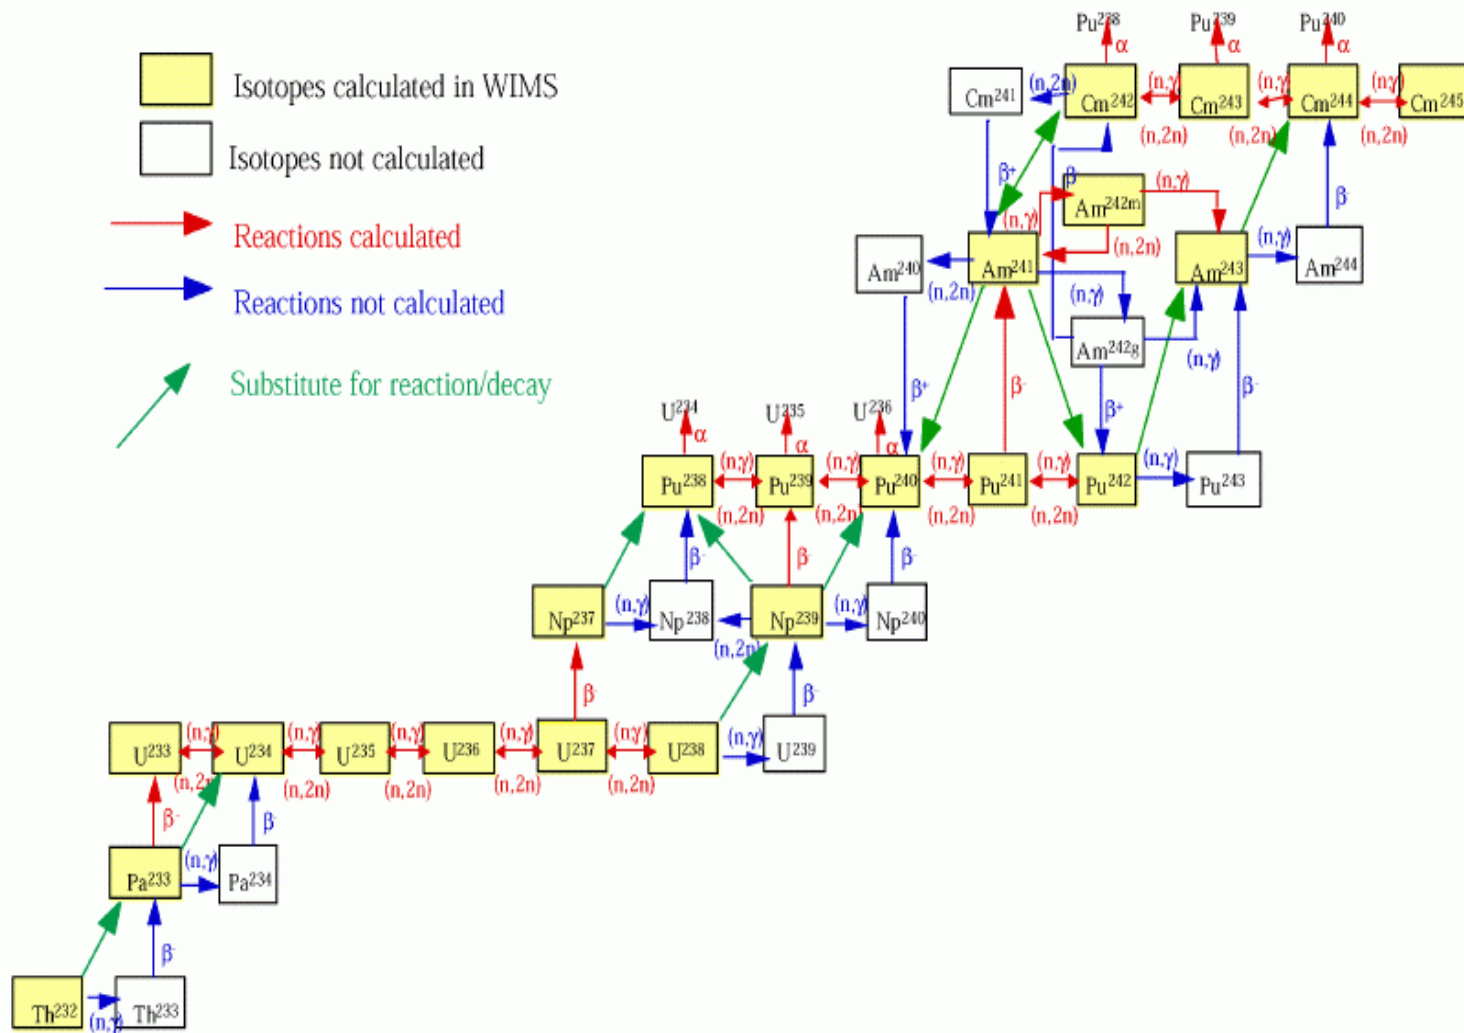 Pu²³⁸ Pu²³⁹ Pu²⁴⁰
α α α
Isotopes calculated in WIMS
Isotopes not calculated
Reactions calculated
Reactions not calculated
Substitute for reaction/decay
Cm²⁴¹ (n,2n) Cm²⁴² (n,γ) Cm²⁴³ (n,γ) Cm²⁴⁴ (n,γ) Cm²⁴⁵
(n,2n) (n,2n) (n,2n)
β⁺ β⁻ Am²⁴²ᵐ (n,γ) β⁻
(n,γ) (n,2n) (n,γ)
Am²⁴⁰ (n,2n) Am²⁴¹ Am²⁴³ Am²⁴⁴
(n,γ)
Am²⁴²ᵍ (n,γ)
β⁺ β⁻ β⁺ β⁻
U²³⁴ U²³⁵ U²³⁶
α α α
Pu²³⁸ (n,γ) Pu²³⁹ (n,γ) Pu²⁴⁰ (n,γ) Pu²⁴¹ (n,γ) Pu²⁴² (n,γ) Pu²⁴³
(n,2n) (n,2n) (n,2n) (n,2n)
β⁻ β⁻ β⁻
Np²³⁷ (n,γ) Np²³⁸ Np²³⁹ (n,γ) Np²⁴⁰
(n,2n)
β⁻ β⁻
U²³³ (n,γ) U²³⁴ (n,γ) U²³⁵ (n,γ) U²³⁶ (n,γ) U²³⁷ (n,γ) U²³⁸ (n,γ) U²³⁹
(n,2n) (n,2n) (n,2n) (n,2n) (n,2n)
β⁻ β⁻
Pa²³³ (n,γ) Pa²³⁴
β⁻
Th²³² (n,γ) Th²³³